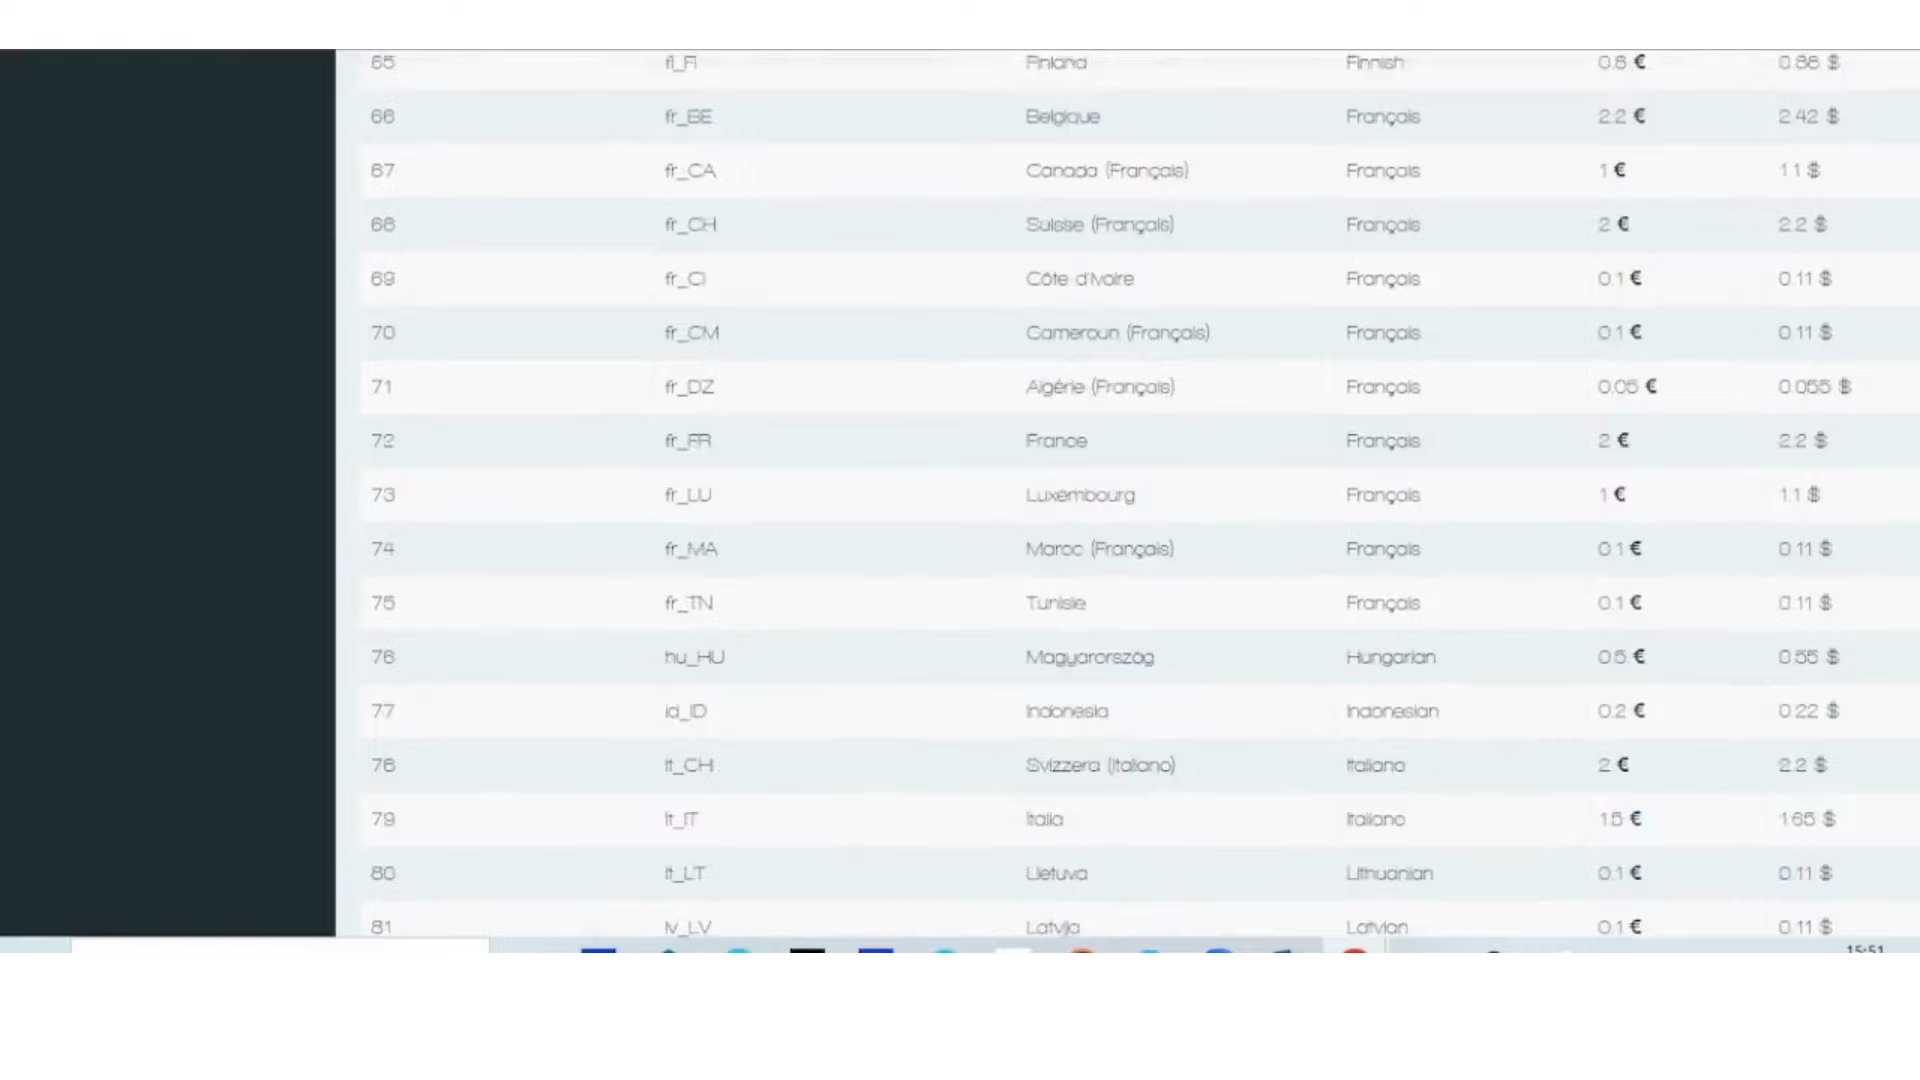 65 fi_FI Finland Finnish 0.8 € 0.88 $
66 fr_BE Belgique Français 2.2 € 2.42 $
67 fr_CA Canada (Français) Français 1 € 1.1 $
68 fr_CH Suisse (Français) Français 2 € 2.2 $
69 fr_CI Côte d'Ivoire Français 0.1 € 0.11 $
70 fr_CM Cameroun (Français) Français 0.1 € 0.11 $
71 fr_DZ Algérie (Français) Français 0.05 € 0.055 $
72 fr_FR France Français 2 € 2.2 $
73 fr_LU Luxembourg Français 1 € 1.1 $
74 fr_MA Maroc (Français) Français 0.1 € 0.11 $
75 fr_TN Tunisie Français 0.1 € 0.11 $
76 hu_HU Magyarország Hungarian 0.5 € 0.55 $
77 id_ID Indonesia Indonesian 0.2 € 0.22 $
78 it_CH Svizzera (Italiano) Italiano 2 € 2.2 $
79 it_IT Italia Italiano 1.5 € 1.65 $
80 lt_LT Lietuva Lithuanian 0.1 € 0.11 $
81 lv_LV Latvija Latvian 0.1 € 0.11 $
15:51